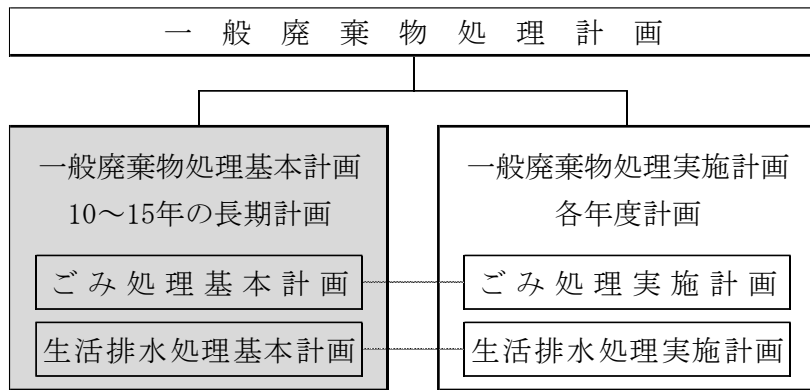 一般廃棄物処理計画
一般廃棄物処理基本計画
10～15年の長期計画
ごみ処理基本計画
生活排水処理基本計画
一般廃棄物処理実施計画
各年度計画
ごみ処理実施計画
生活排水処理実施計画